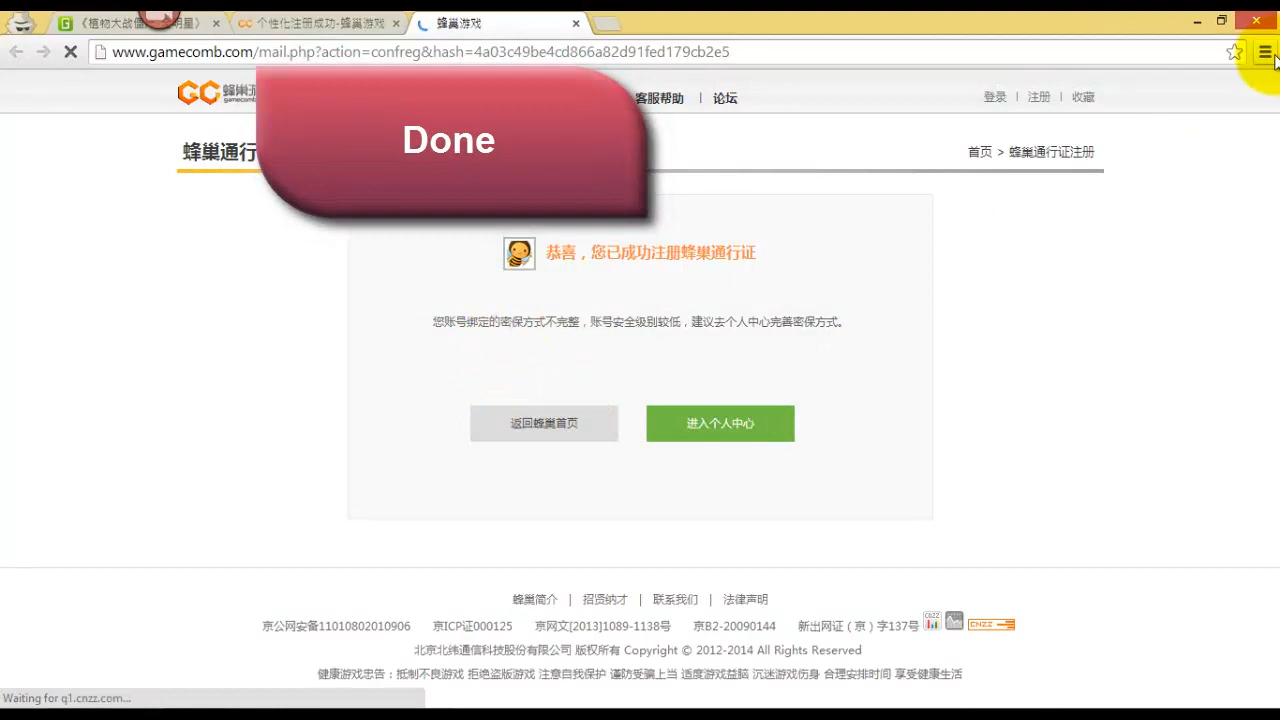 《植物大战僵 明星》
GC 个性化注册成功-蜂巢游戏
蜂巢游戏
www.gamecomb.com/mail.php?action=confreg&hash=4a03c49be4cd866a82d91fed179cb2e5
GC 蜂巢
gamecomb
客服帮助 | 论坛
登录 | 注册 | 收藏
Done
蜂巢通行
首页 > 蜂巢通行证注册
恭喜，您已成功注册蜂巢通行证
您账号绑定的密保方式不完整，账号安全级别较低，建议去个人中心完善密保方式。
返回蜂巢首页
进入个人中心
蜂巢简介 | 招贤纳才 | 联系我们 | 法律声明
京公网安备11010802010906 京ICP证000125 京网文[2013]1089-1138号 京B2-20090144 新出网证（京）字137号 CNZZ CNZZ
北京北纬通信科技股份有限公司 版权所有 Copyright © 2012-2014 All Rights Reserved
健康游戏忠告：抵制不良游戏 拒绝盗版游戏 注意自我保护 谨防受骗上当 适度游戏益脑 沉迷游戏伤身 合理安排时间 享受健康生活
Waiting for q1.cnzz.com...